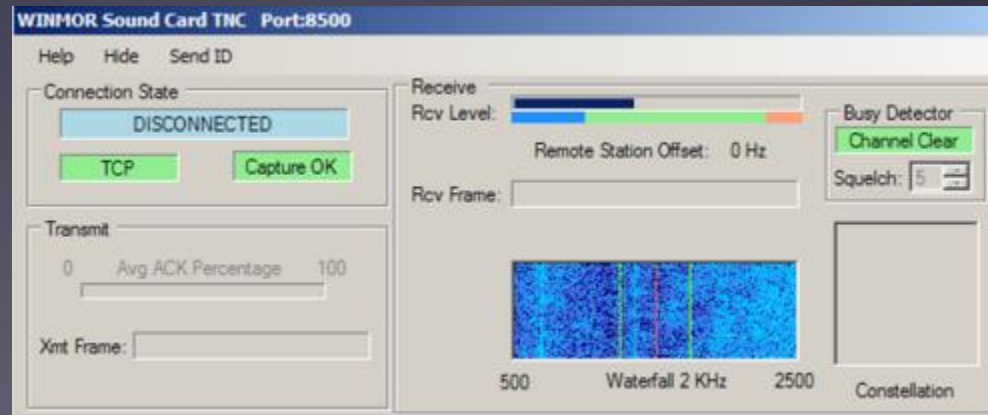 WINMOR Sound Card TNC Port:8500
Help Hide Send ID
Connection State
DISCONNECTED
TCP Capture OK
Transmit
0 Avg ACK Percentage 100
Xmt Frame:
Receive
Rcv Level:
Remote Station Offset: 0 Hz
Rcv Frame:
500 Waterfall 2 KHz 2500
Busy Detector
Channel Clear
Squelch: 5
Constellation